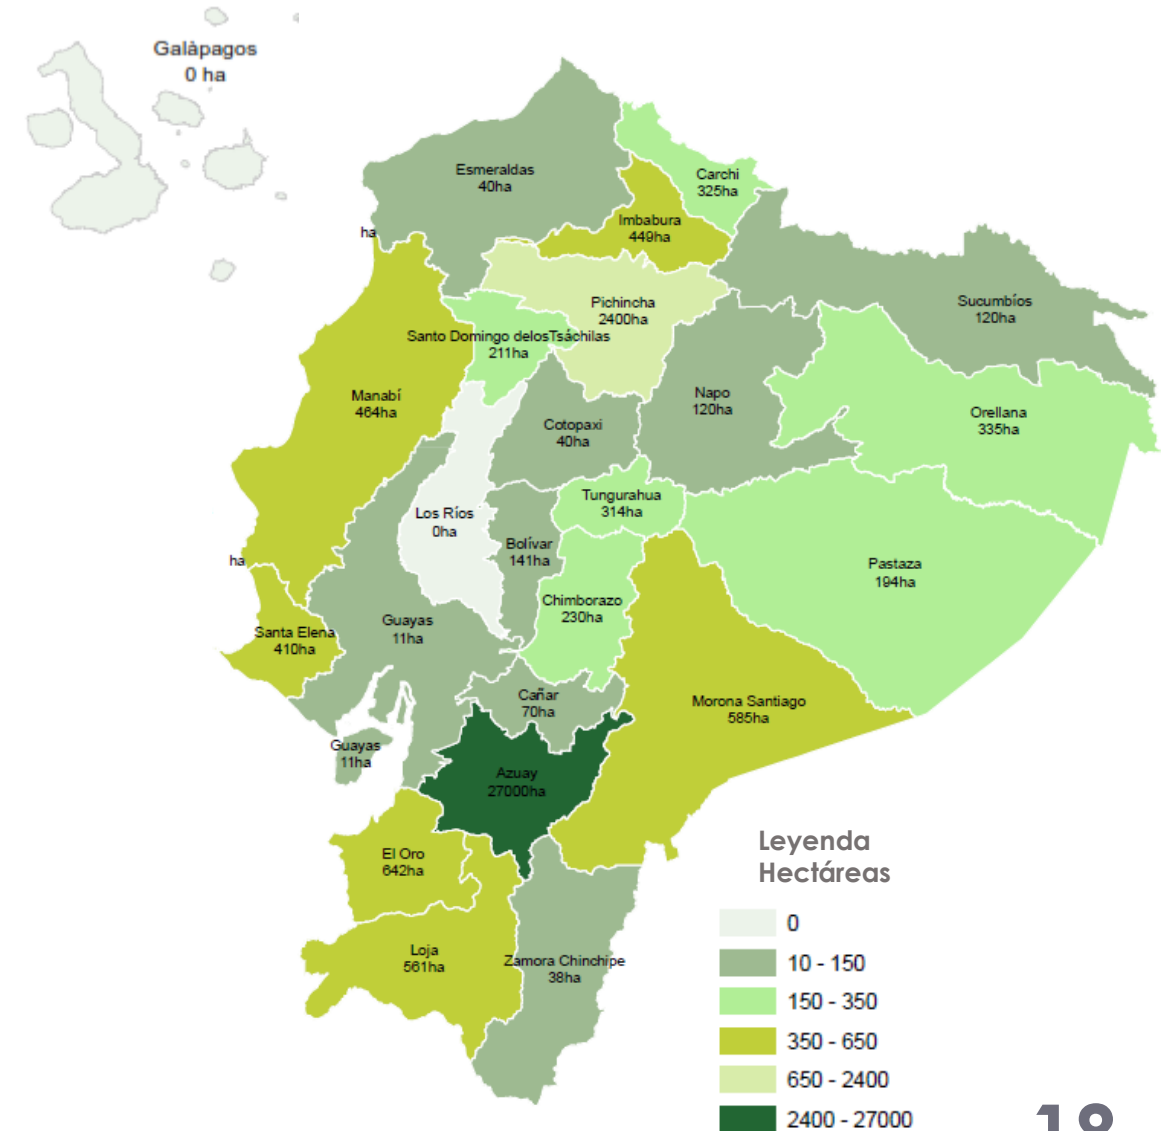 Galàpagos
0 ha
Esmeraldas
40ha
Carchi
325ha
Imbabura
449ha
ha
Pichincha
2400ha
Sucumbíos
120ha
Santo Domingo delosTsáchilas
211ha
Manabí
464ha
Napo
120ha
Cotopaxi
40ha
Orellana
335ha
Tungurahua
314ha
Los Ríos
0ha
Bolívar
141ha
ha
Pastaza
194ha
Chimborazo
230ha
Guayas
11ha
Santa Elena
410ha
Cañar
70ha
Morona Santiago
585ha
Guayas
11ha
Azuay
27000ha
El Oro
642ha
Loja
561ha
Zamora Chinchipe
38ha
Leyenda
Hectáreas
0
10 - 150
150 - 350
350 - 650
650 - 2400
2400 - 27000